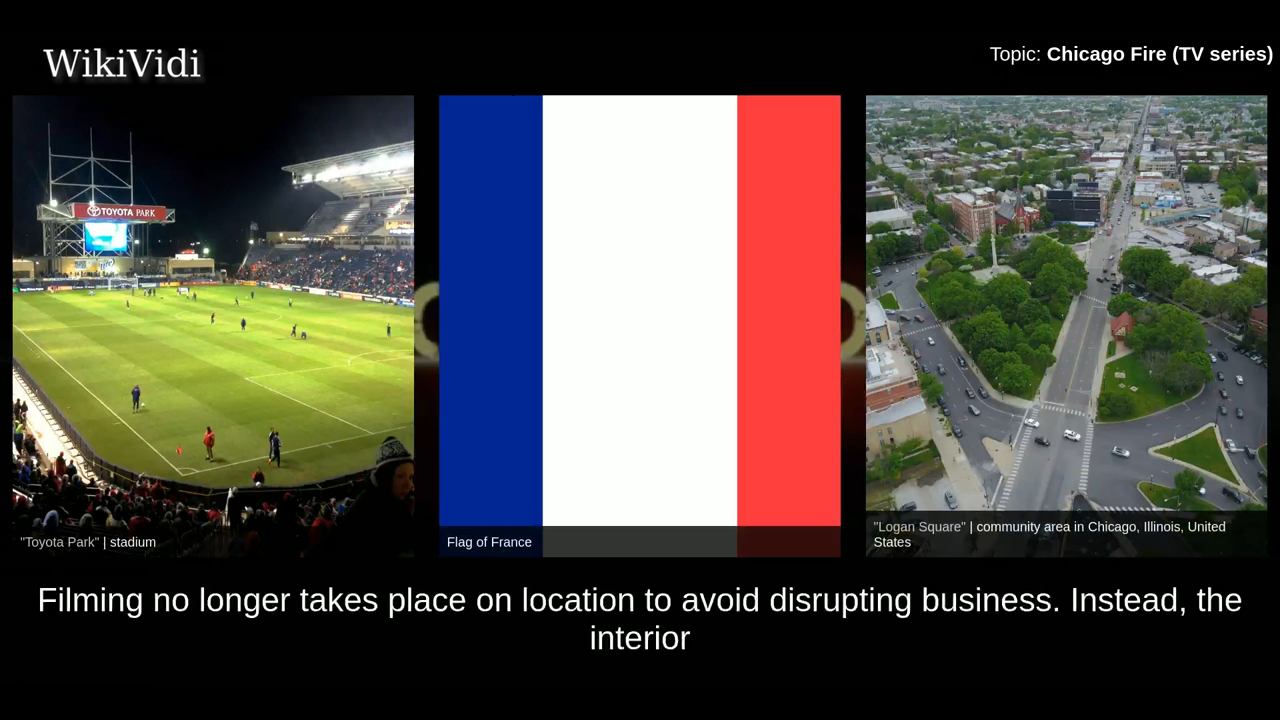 WikiVidi
Topic: Chicago Fire (TV series)
TOYOTA PARK
"Toyota Park" | stadium
Flag of France
"Logan Square" | community area in Chicago, Illinois, United
States
Filming no longer takes place on location to avoid disrupting business. Instead, the
interior